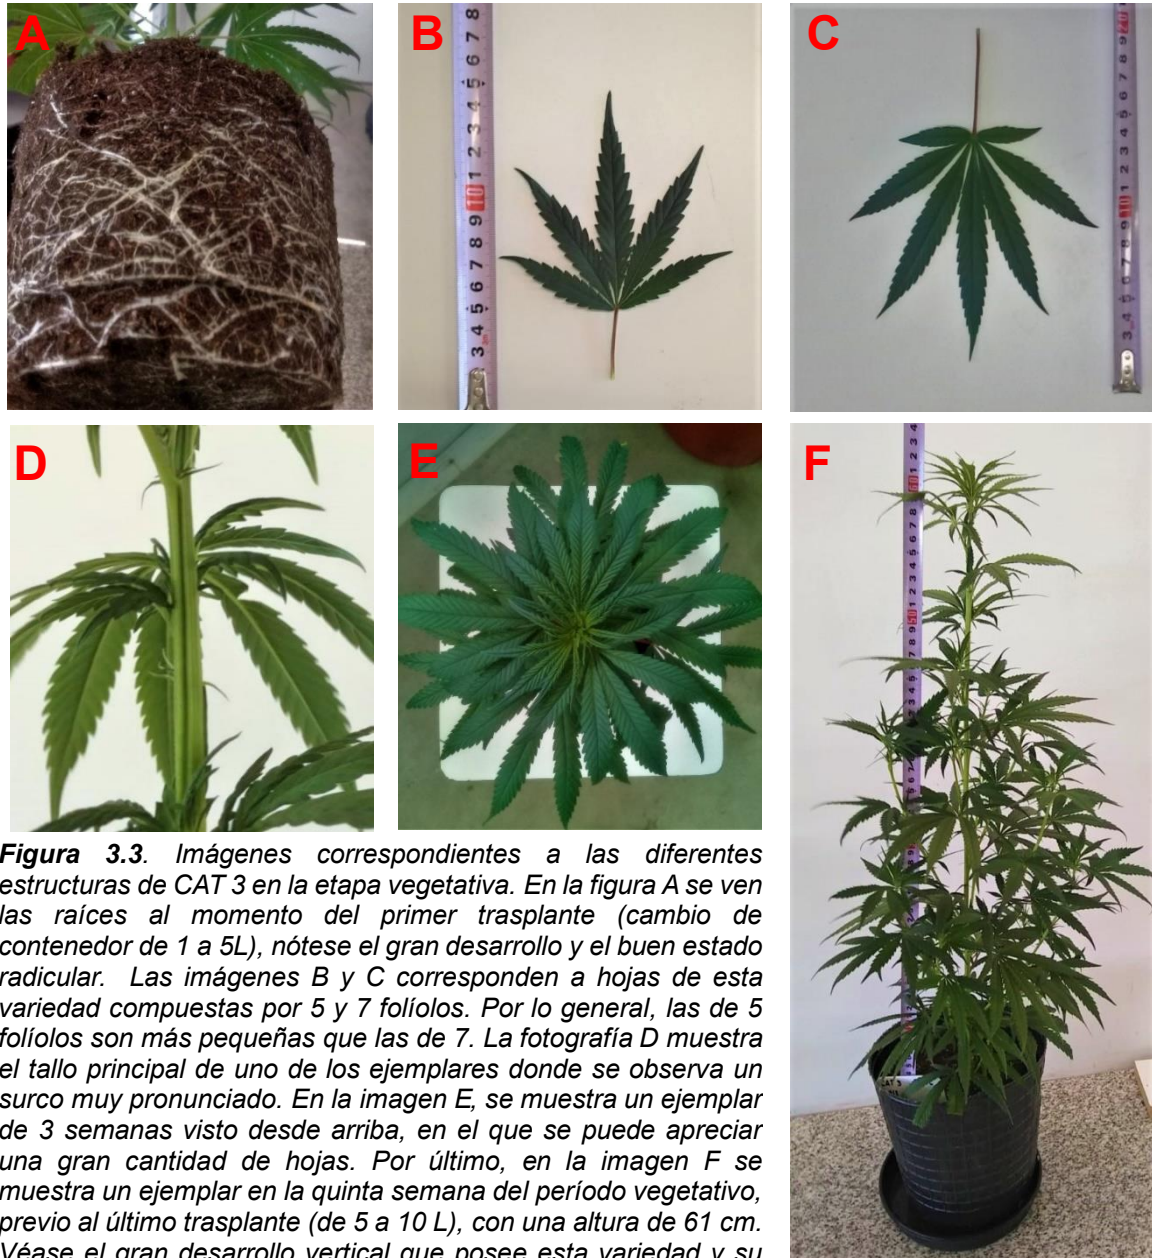 A
B
C
D
E
F
CAT 3
Figura 3.3. Imágenes correspondientes a las diferentes
estructuras de CAT 3 en la etapa vegetativa. En la figura A se ven
las raíces al momento del primer trasplante (cambio de
contenedor de 1 a 5L), nótese el gran desarrollo y el buen estado
radicular. Las imágenes B y C corresponden a hojas de esta
variedad compuestas por 5 y 7 folíolos. Por lo general, las de 5
folíolos son más pequeñas que las de 7. La fotografía D muestra
el tallo principal de uno de los ejemplares donde se observa un
surco muy pronunciado. En la imagen E, se muestra un ejemplar
de 3 semanas visto desde arriba, en el que se puede apreciar
una gran cantidad de hojas. Por último, en la imagen F se
muestra un ejemplar en la quinta semana del período vegetativo,
previo al último trasplante (de 5 a 10 L), con una altura de 61 cm.
Véase el gran desarrollo vertical que posee esta variedad y su